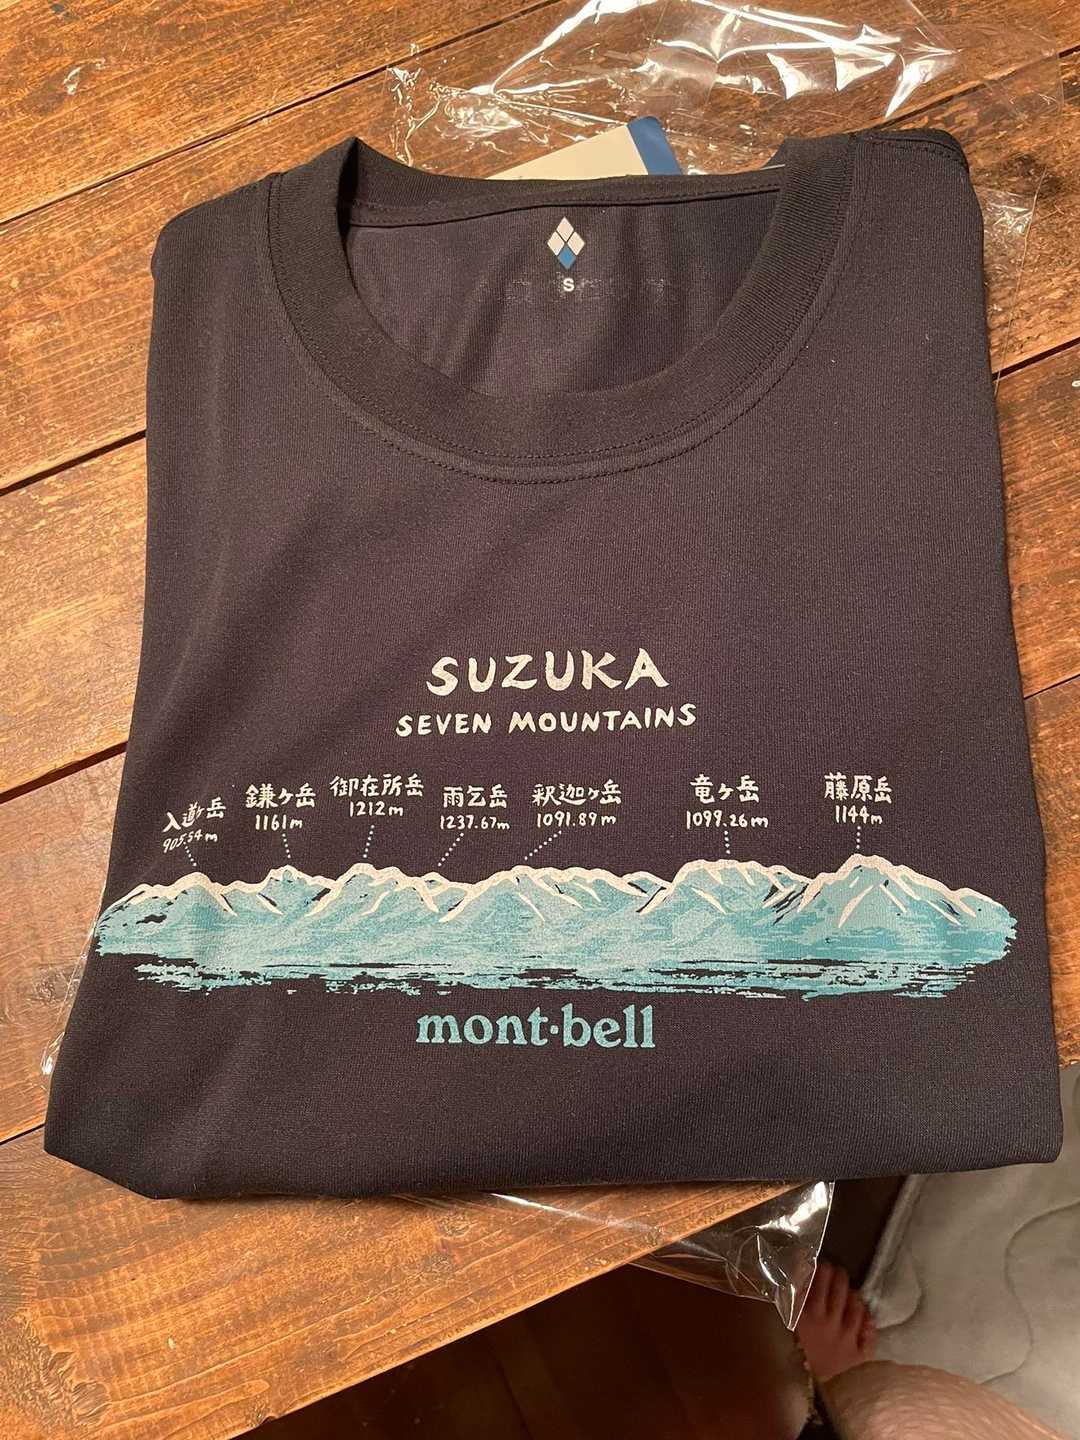 S
SUZUKA
SEVEN MOUNTAINS
入道ヶ岳
905.54m
鎌ヶ岳
1161m
御在所岳
1212m
雨乞岳
1237.67m
釈迦ヶ岳
1091.89m
竜ヶ岳
1099.26m
藤原岳
1144m
mont-bell